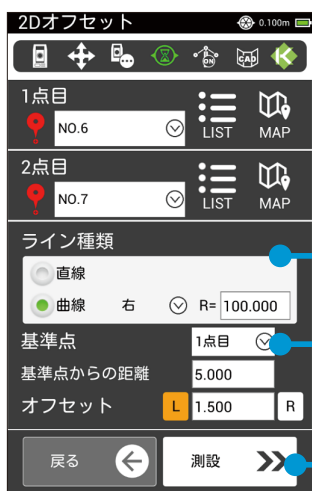 2Dオフセット 0.100m
ON CAD
1点目
NO.6
LIST MAP
2点目
NO.7
LIST MAP
ライン種類
直線
曲線 右 R= 100.000
基準点 1点目
基準点からの距離 5.000
オフセット L 1.500 R
戻る 測設